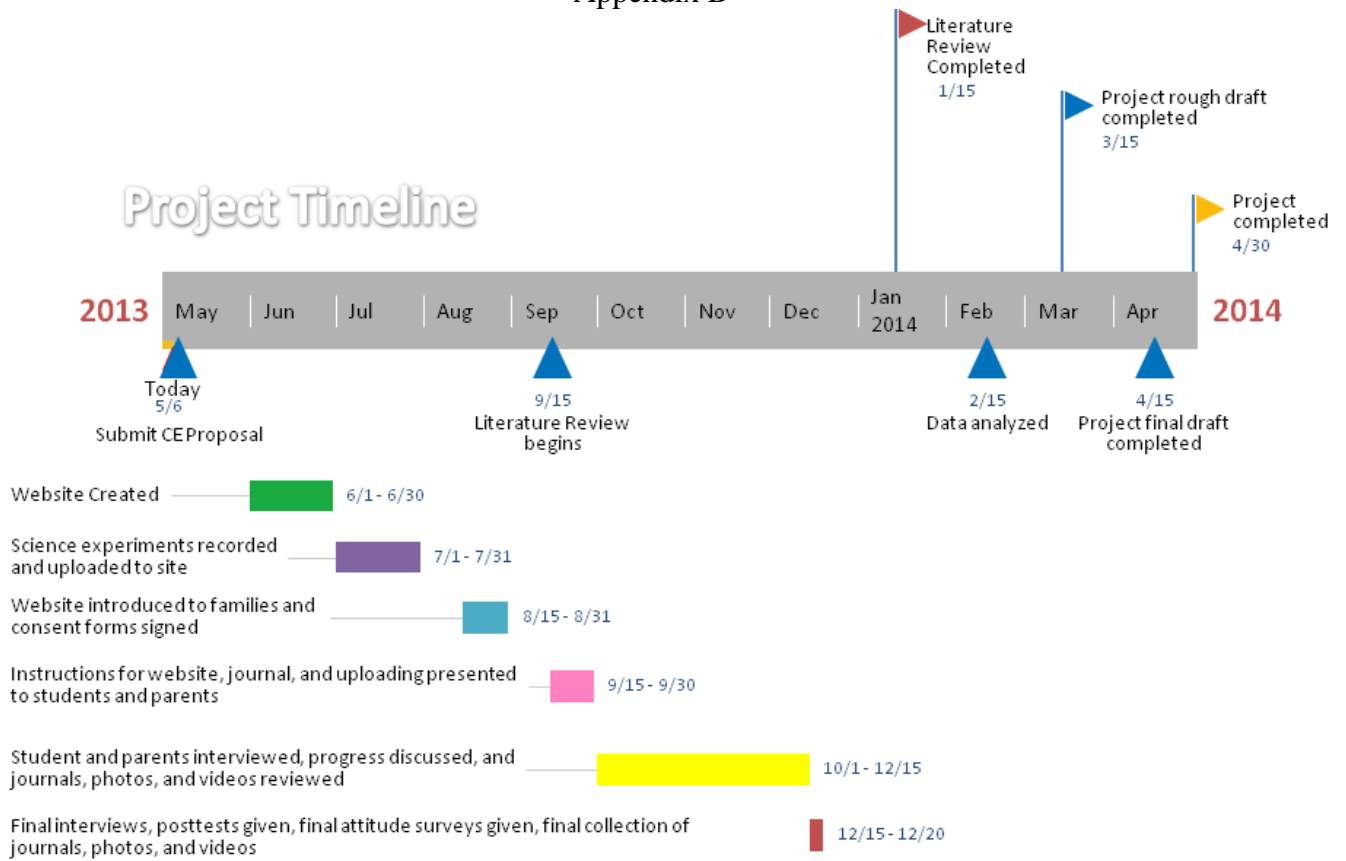 Literature
Review
Completed
1/15
Project rough draft
completed
3/15
Project Timeline
Project
completed
4/30
2013
May
Jun
Jul
Aug
Sep
Oct
Nov
Dec
Jan
2014
Feb
Mar
Apr
2014
Today
5/6
Submit CE Proposal
9/15
Literature Review
begins
2/15
Data analyzed
4/15
Project final draft
completed
Website Created
6/1 - 6/30
Science experiments recorded
and uploaded to site
7/1 - 7/31
Website introduced to families and
consent forms signed
8/15 - 8/31
Instructions for website, journal, and uploading presented
to students and parents
9/15 - 9/30
Student and parents interviewed, progress discussed, and
journals, photos, and videos reviewed
10/1 - 12/15
Final interviews, posttests given, final attitude surveys given, final collection of
journals, photos, and videos
12/15 - 12/20